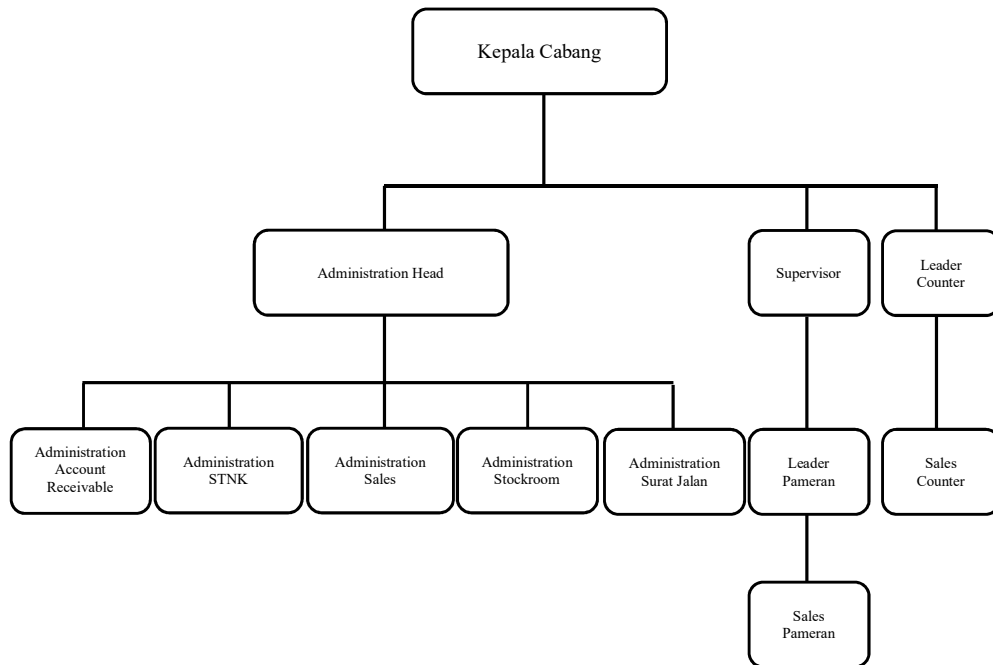 Kepala Cabang
Administration Head
Supervisor
Leader
Counter
Administration
Account
Receivable
Administration
STNK
Administration
Sales
Administration
Stockroom
Administration
Surat Jalan
Leader
Pameran
Sales
Counter
Sales
Pameran